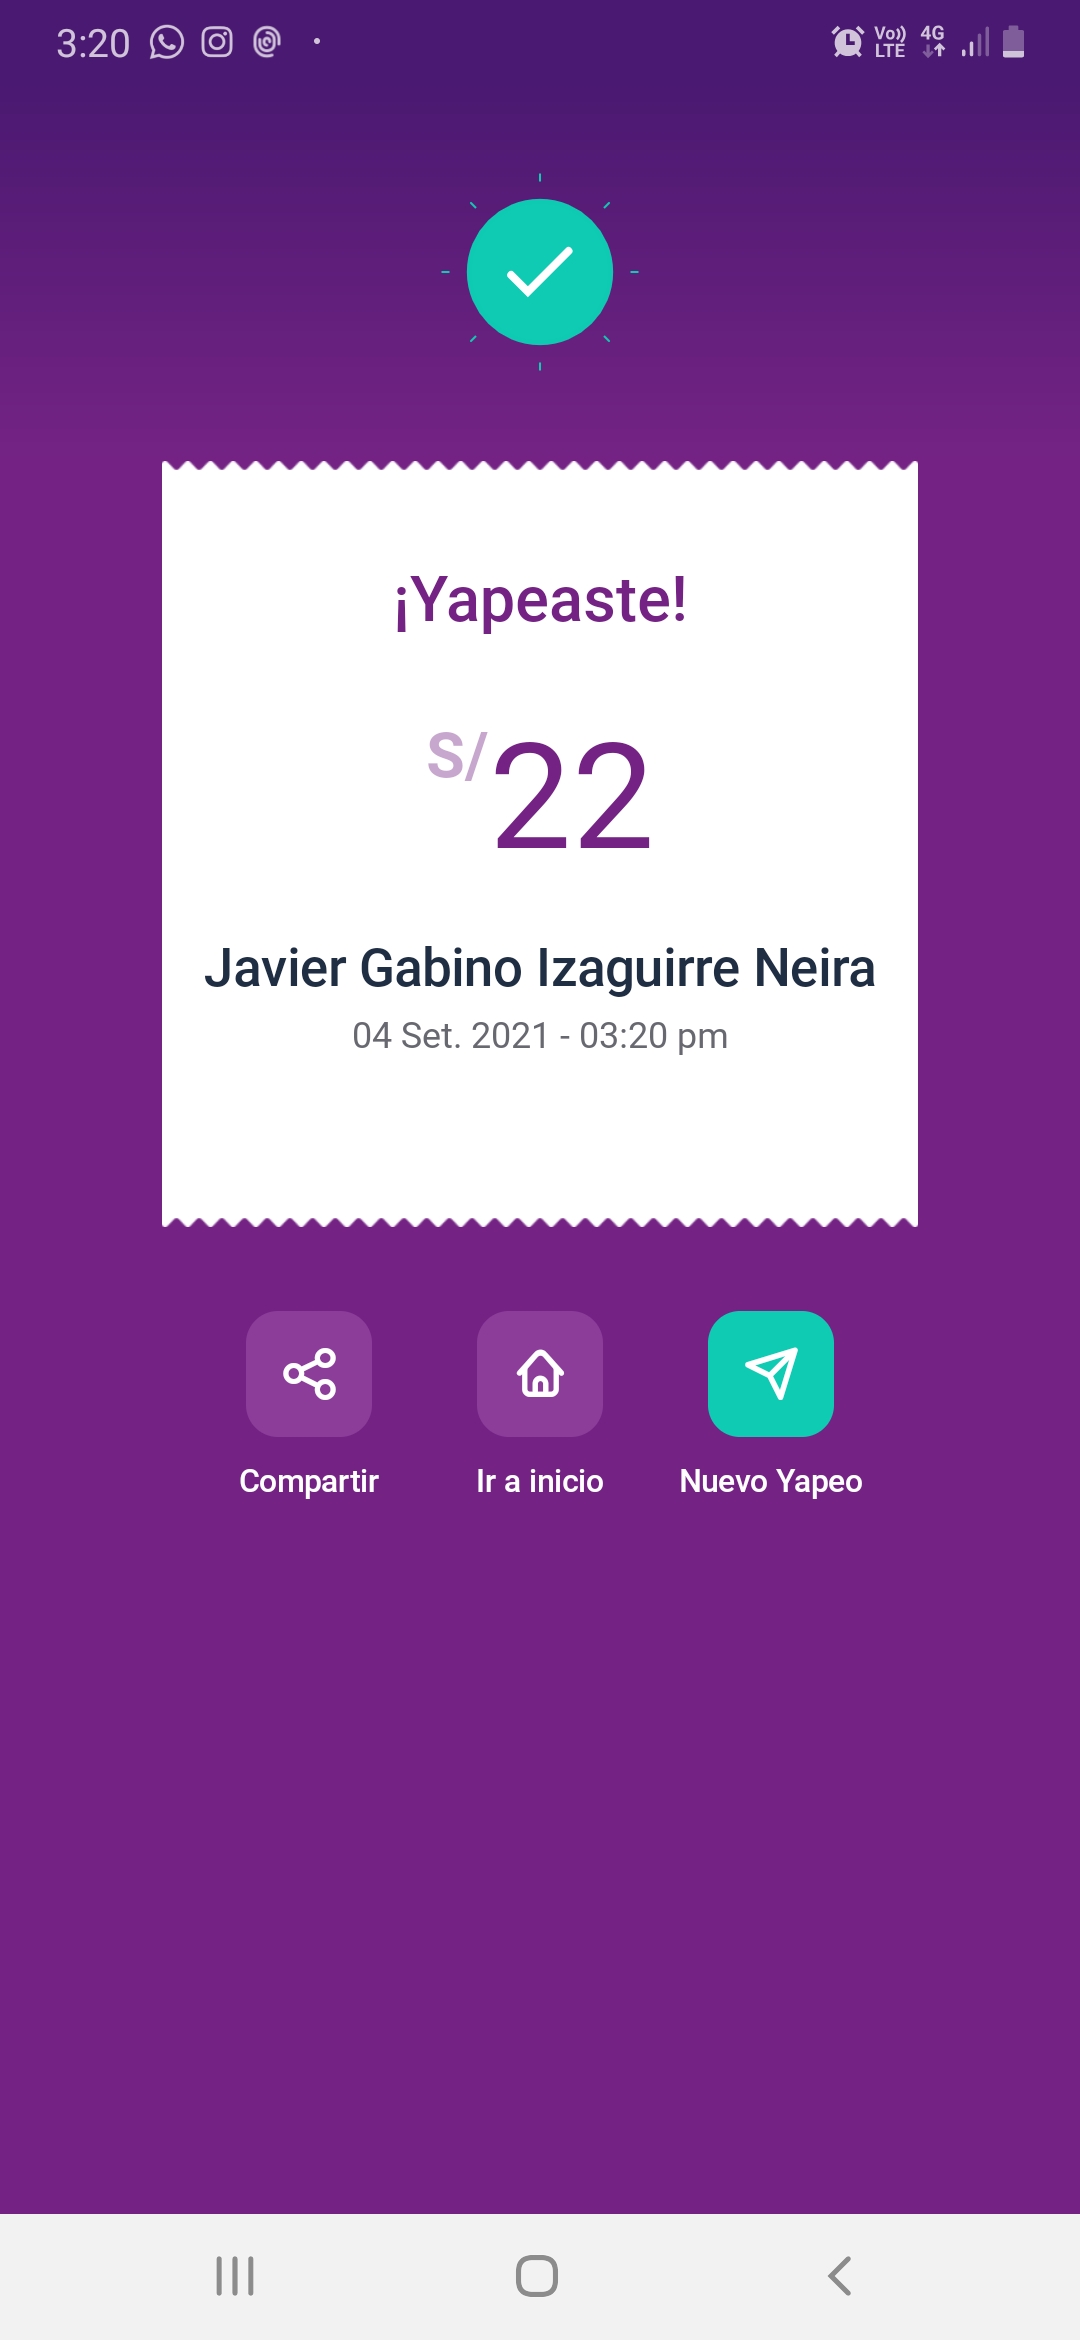 3:20
Vo)) 4G
LTE
¡Yapeaste!
S/22
Javier Gabino Izaguirre Neira
04 Set. 2021 - 03:20 pm
Compartir Ir a inicio Nuevo Yapeo